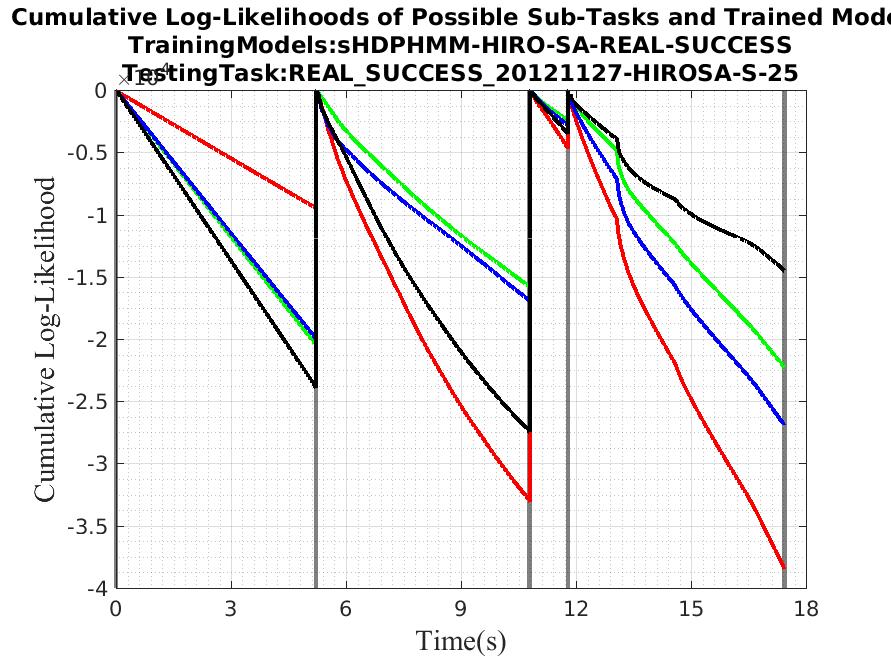 Cumulative Log-Likelihoods of Possible Sub-Tasks and Trained Mode
TrainingModels:sHDPHMM-HIRO-SA-REAL-SUCCESS
TestingTask:REAL_SUCCESS_20121127-HIROSA-S-25
×10⁴
0
-0.5
-1
-1.5
-2
-2.5
-3
-3.5
-4
Cumulative Log-Likelihood
0 3 6 9 12 15 18
Time(s)